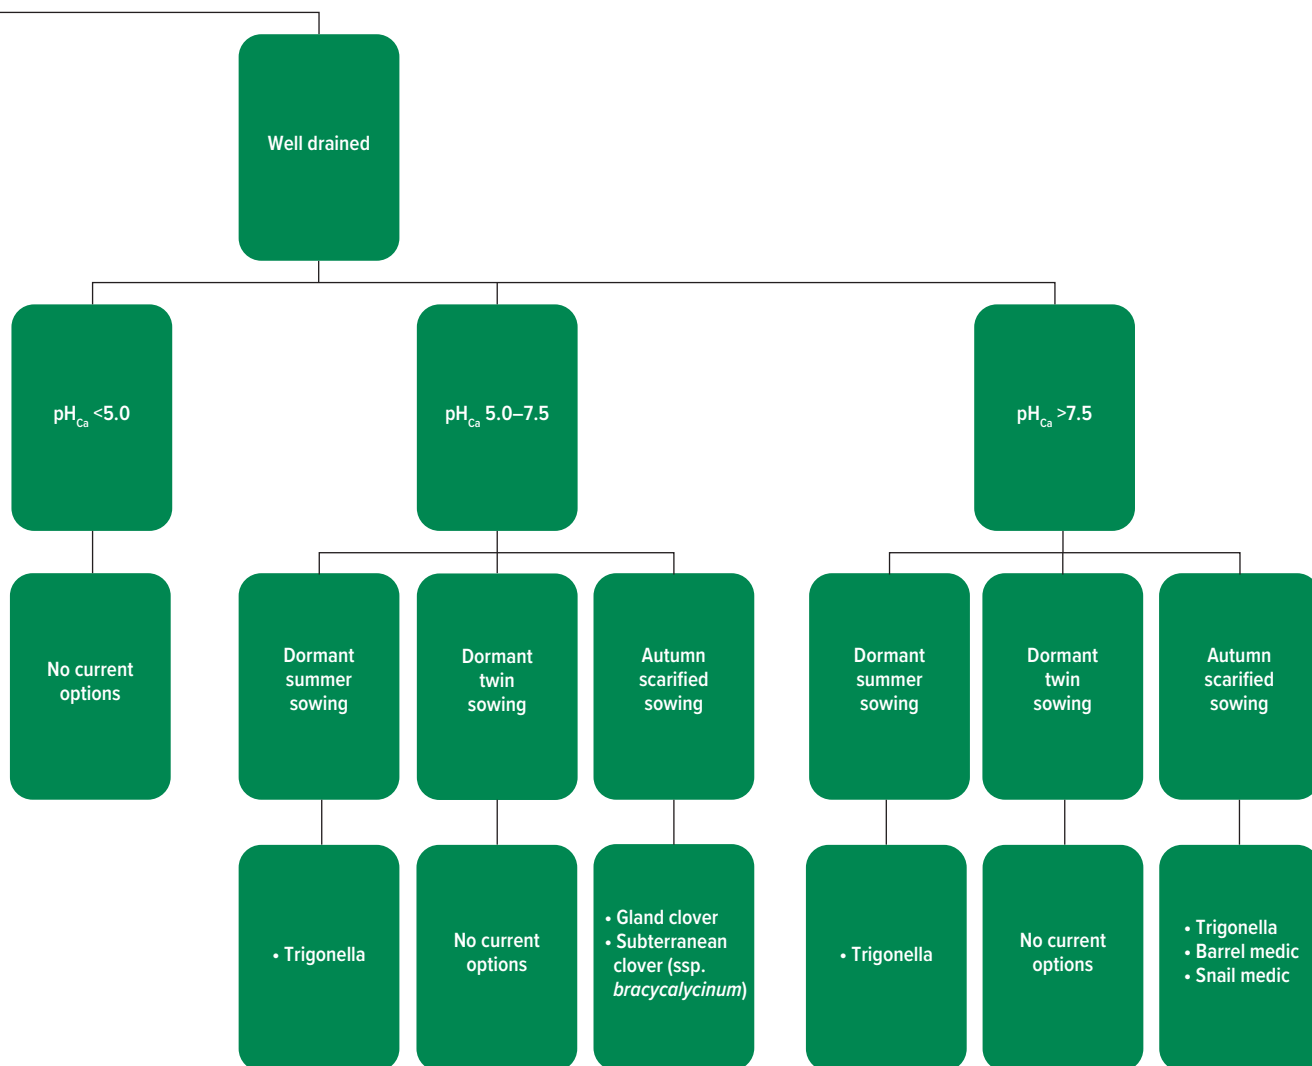 Well drained
pHCa <5.0
pHCa 5.0–7.5
pHCa >7.5
No current
options
Dormant
summer
sowing
Dormant
twin
sowing
Autumn
scarified
sowing
Dormant
summer
sowing
Dormant
twin
sowing
Autumn
scarified
sowing
• Trigonella
No current
options
• Gland clover
• Subterranean
clover (ssp.
bracycalycinum)
• Trigonella
No current
options
• Trigonella
• Barrel medic
• Snail medic